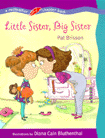 Little Sister, Big Sister
Pat Brisson
Illustrations by Diana Cain Bluthenthal